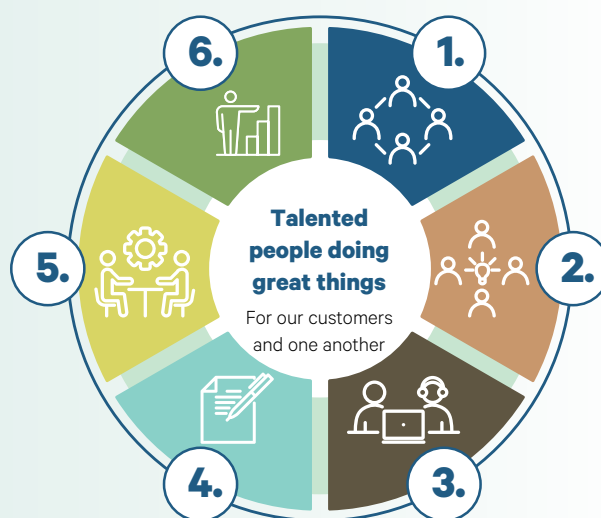 1.
2.
3.
4.
5.
6.
Talented
people doing
great things
For our customers
and one another